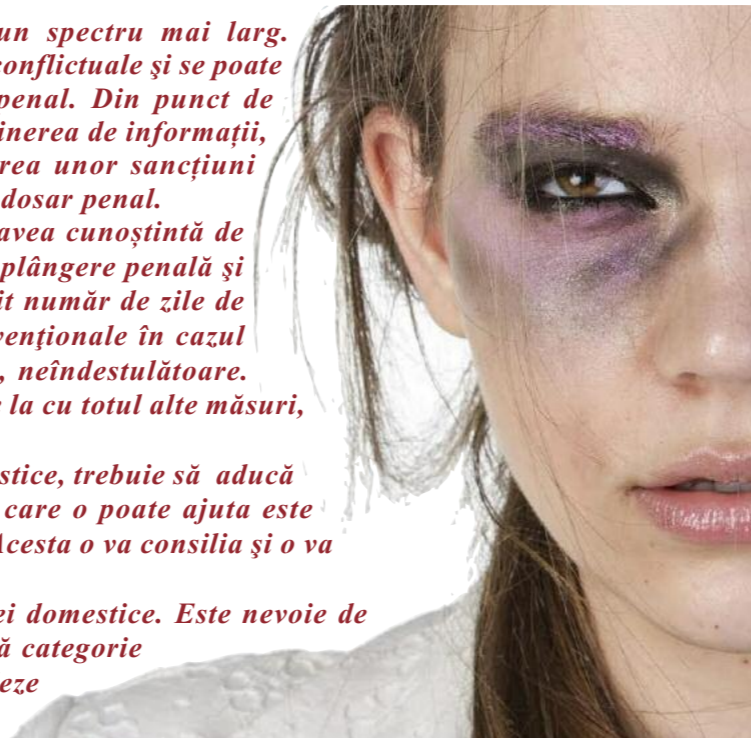 un spectru mai larg.
conflictuale şi se poate
penal. Din punct de
inerea de informații,
rea unor sancțiuni
dosar penal.
avea cunoștintă de
plângere penală şi
it număr de zile de
venţionale în cazul
, neîndestulătoare.
la cu totul alte măsuri,
stice, trebuie să aducă
care o poate ajuta este
Acesta o va consilia şi o va
ei domestice. Este nevoie de
ă categorie
eze